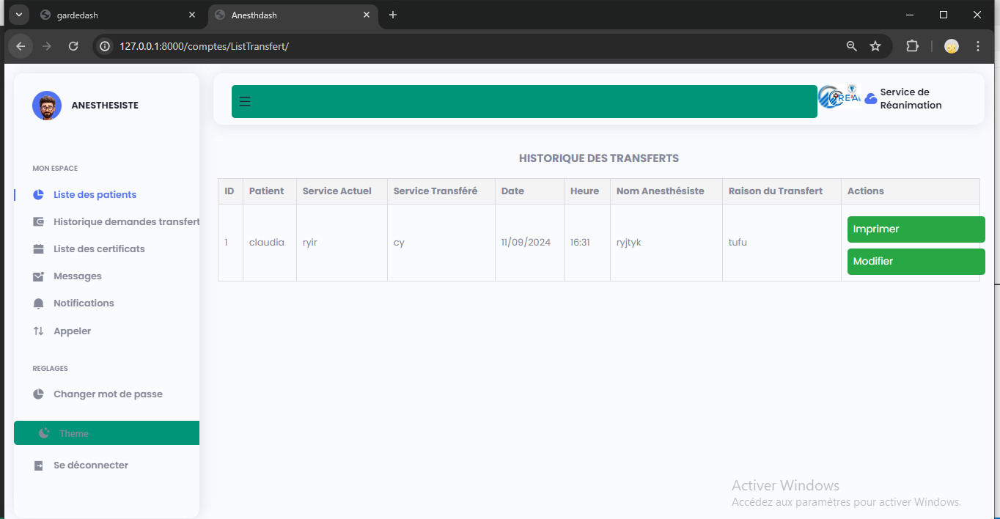 gardedash
Anesthdash
127.0.0.1:8000/comptes/ListTransfert/
ANESTHESISTE
MON ESPACE
Liste des patients
Historique demandes transfert
Liste des certificats
Messages
Notifications
Appeler
REGLAGES
Changer mot de passe
Theme
Se déconnecter
REA
Service de
Réanimation
HISTORIQUE DES TRANSFERTS
ID Patient Service Actuel Service Transféré Date Heure Nom Anesthésiste Raison du Transfert Actions
1 claudia ryir cy 11/09/2024 16:31 ryjtyk tufu
Imprimer
Modifier
Activer Windows
Accédez aux paramètres pour activer Windows.